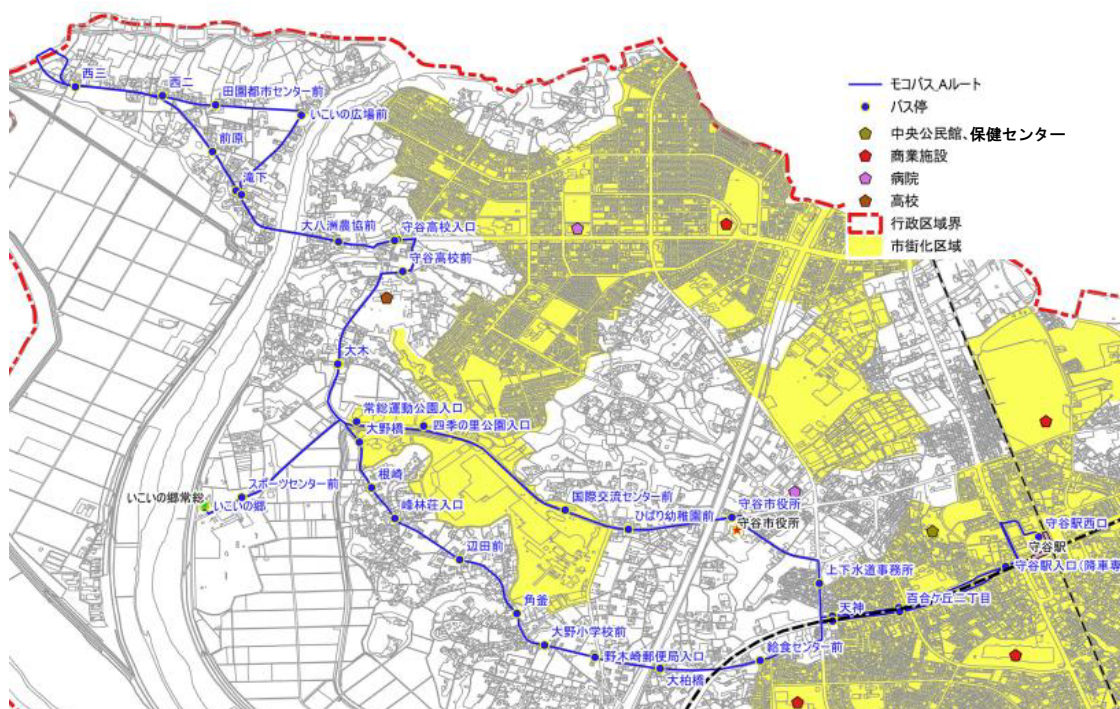 西三
西二
田園都市センター前
いこいの広場前
前原
滝下
大八洲農協前
守谷高校入口
守谷高校前
大木
常総運動公園入口
四季の里公園入口
大野橋
根崎
スポーツセンター前
いこいの郷常総
いこいの郷
峰林荘入口
国際交流センター前
ひばり幼稚園前
守谷市役所
守谷市役所
辺田前
角釜
大野小学校前
野木崎郵便局入口
大柏橋
給食センター前
上下水道事務所
天神
百合ケ丘二丁目
守谷駅西口
守谷駅
守谷駅入口(降車専
モコバス_Aルート
バス停
中央公民館、保健センター
商業施設
病院
高校
行政区域界
市街化区域